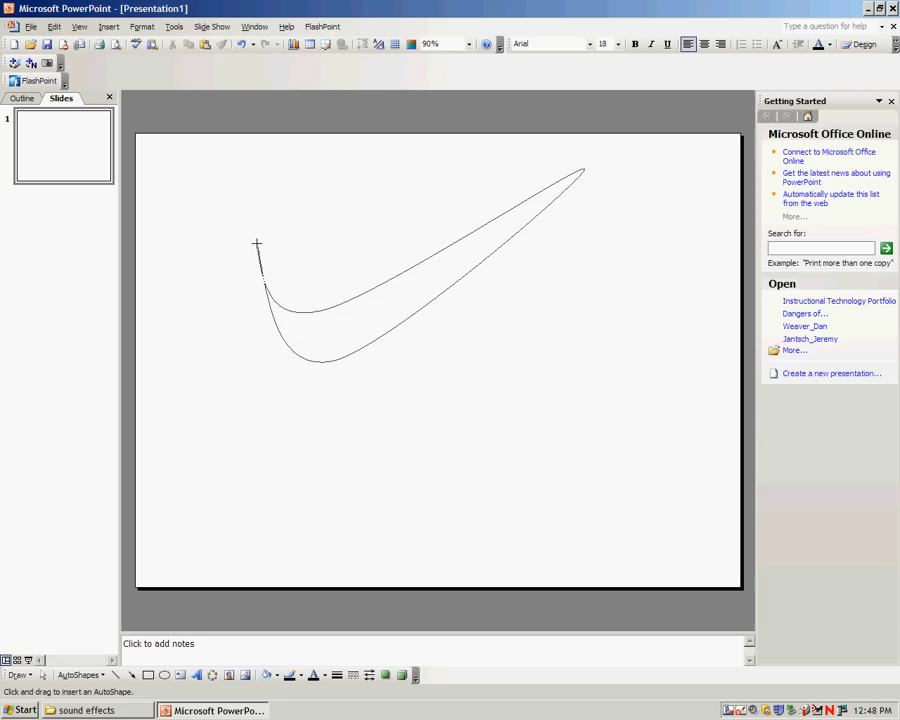 Microsoft PowerPoint - [Presentation1]
File Edit View Insert Format Tools Slide Show Window Help FlashPoint
Type a question for help
90% Arial 18 B I U Design
FlashPoint
Outline Slides
1
Getting Started
Microsoft Office Online
Connect to Microsoft Office Online
Get the latest news about using PowerPoint
Automatically update this list from the web
More...
Search for:
Example: "Print more than one copy"
Open
Instructional Technology Portfolio
Dangers of...
Weaver_Dan
Jantsch_Jeremy
More...
Create a new presentation...
Click to add notes
Draw AutoShapes
Click and drag to insert an AutoShape.
Start sound effects Microsoft PowerPo... 12:48 PM